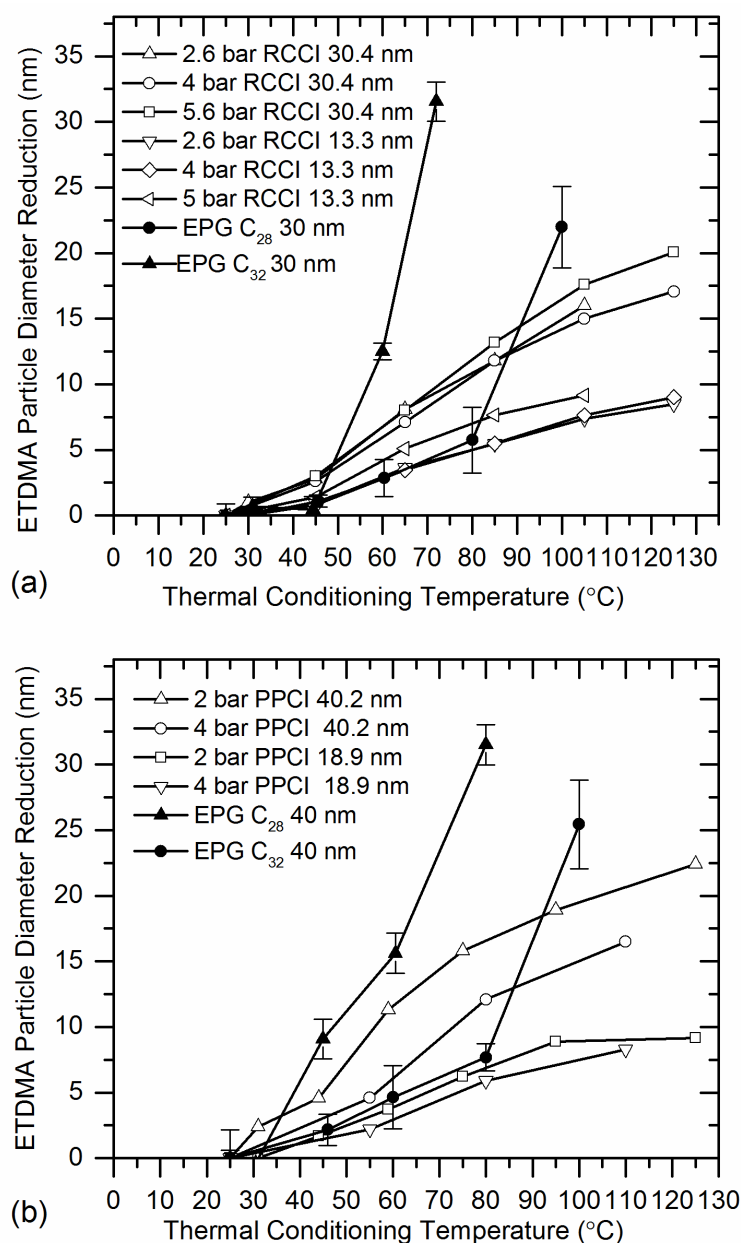 35
30
25
20
15
10
5
0
ETDMA Particle Diameter Reduction (nm)
2.6 bar RCCI 30.4 nm
4 bar RCCI 30.4 nm
5.6 bar RCCI 30.4 nm
2.6 bar RCCI 13.3 nm
4 bar RCCI 13.3 nm
5 bar RCCI 13.3 nm
EPG C28 30 nm
EPG C32 30 nm
0 10 20 30 40 50 60 70 80 90 100 110 120 130
(a) Thermal Conditioning Temperature (°C)
35
30
25
20
15
10
5
0
ETDMA Particle Diameter Reduction (nm)
2 bar PPCI 40.2 nm
4 bar PPCI 40.2 nm
2 bar PPCI 18.9 nm
4 bar PPCI 18.9 nm
EPG C28 40 nm
EPG C32 40 nm
0 10 20 30 40 50 60 70 80 90 100 110 120 130
(b) Thermal Conditioning Temperature (°C)